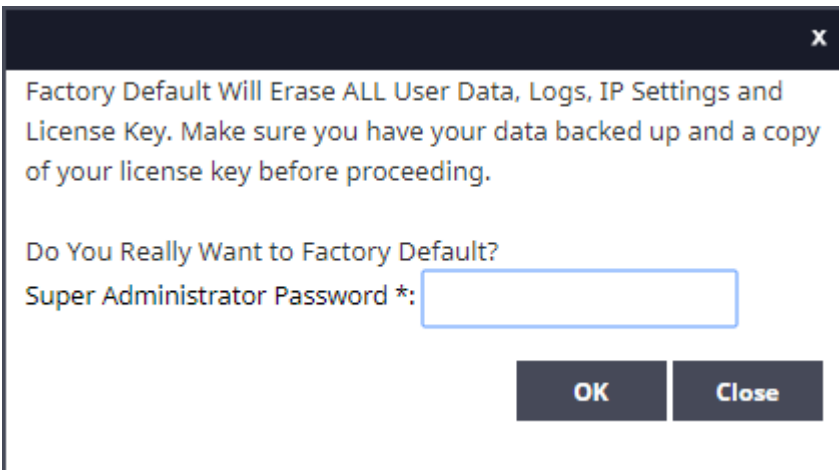 x
Factory Default Will Erase ALL User Data, Logs, IP Settings and
License Key. Make sure you have your data backed up and a copy
of your license key before proceeding.
Do You Really Want to Factory Default?
Super Administrator Password *:
OK Close